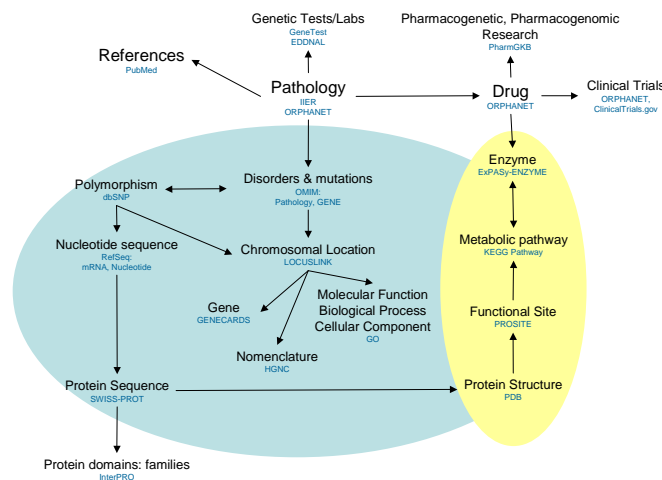 Genetic Tests/Labs
GeneTest
EDDNAL
Pharmacogenetic, Pharmacogenomic
Research
PharmGKB
References
PubMed
Pathology
IIER
ORPHANET
Drug
ORPHANET
Clinical Trials
ORPHANET,
ClinicalTrials.gov
Enzyme
ExPASy-ENZYME
Polymorphism
dbSNP
Disorders & mutations
OMIM:
Pathology, GENE
Nucleotide sequence
RefSeq:
mRNA, Nucleotide
Chromosomal Location
LOCUSLINK
Metabolic pathway
KEGG Pathway
Gene
GENECARDS
Molecular Function
Biological Process
Cellular Component
GO
Functional Site
PROSITE
Nomenclature
HGNC
Protein Sequence
SWISS-PROT
Protein Structure
PDB
Protein domains: families
InterPRO